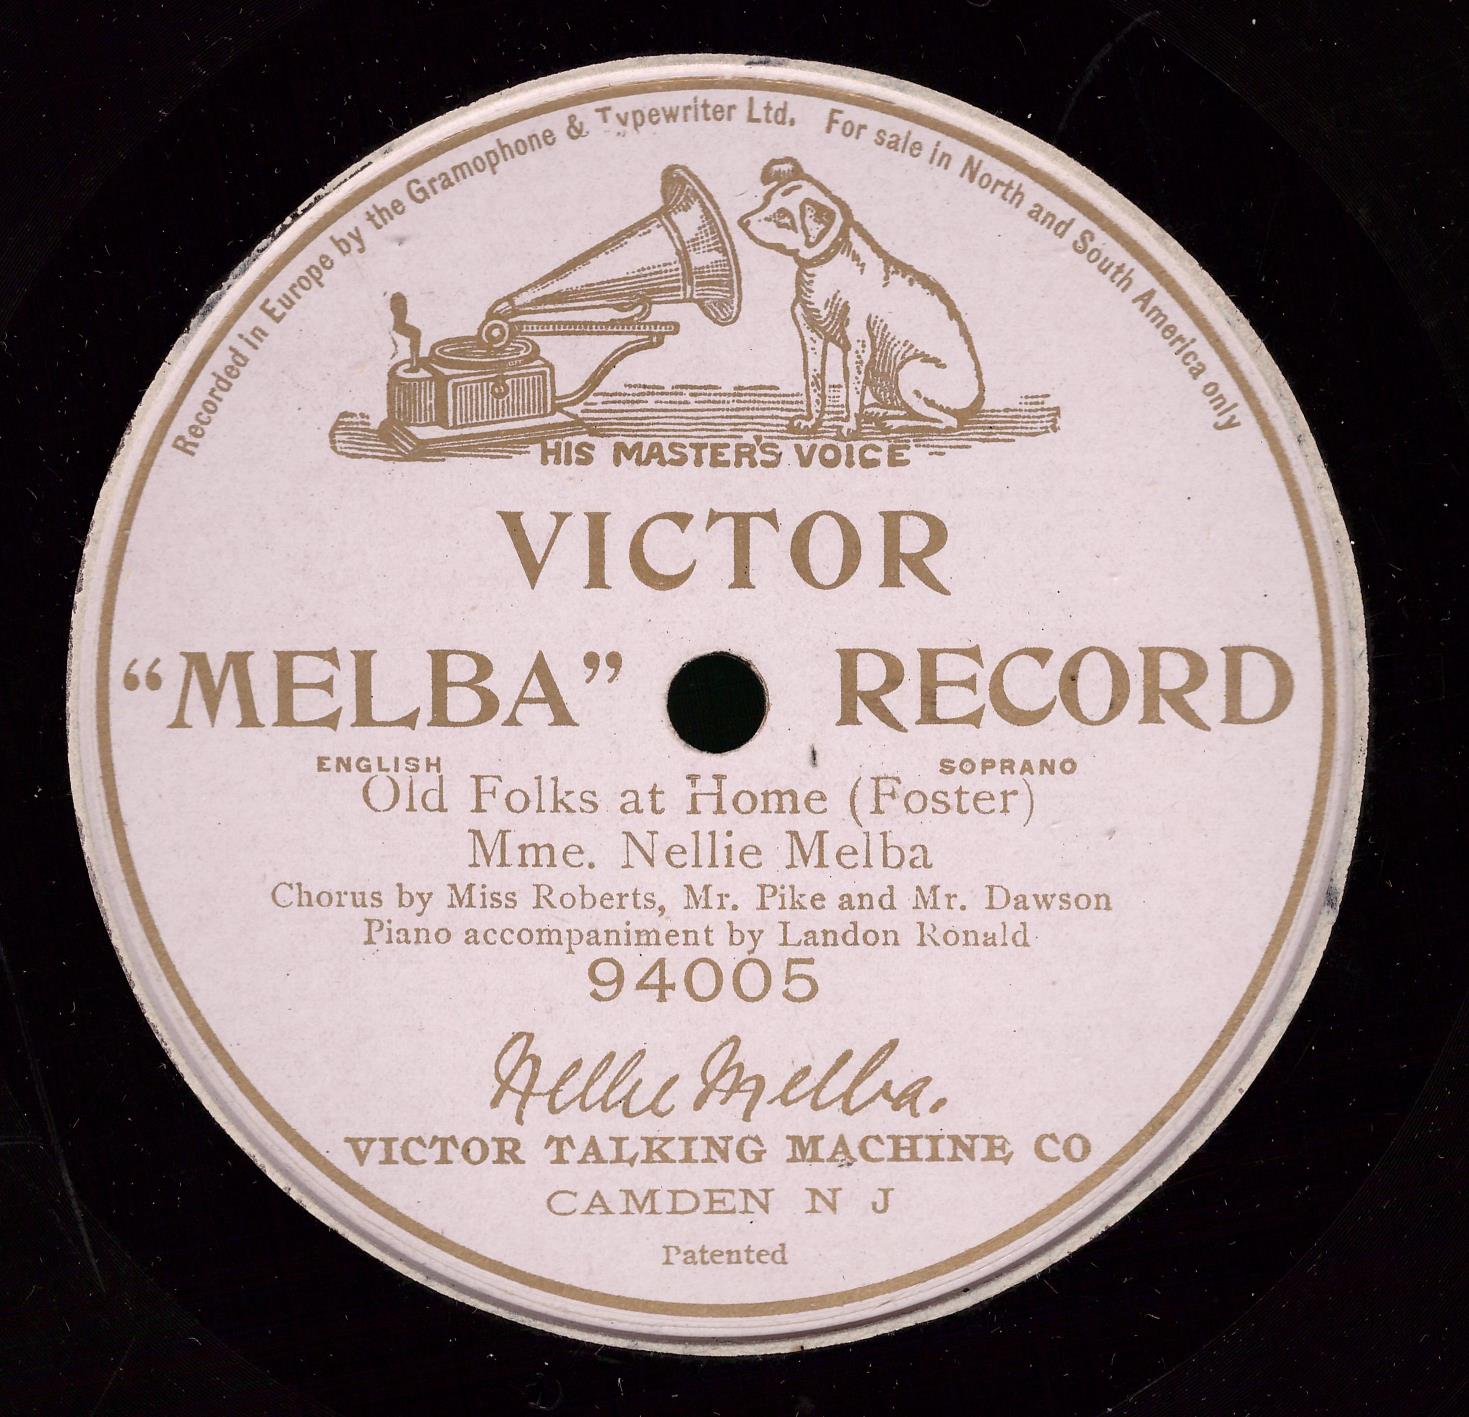 Recorded in Europe by the Gramophone & Typewriter Ltd. For sale in North and South America only
HIS MASTER'S VOICE
VICTOR
“MELBA” RECORD
ENGLISH SOPRANO
Old Folks at Home (Foster)
Mme. Nellie Melba
Chorus by Miss Roberts, Mr. Pike and Mr. Dawson
Piano accompaniment by Landon Ronald
94005
Nellie Melba.
VICTOR TALKING MACHINE CO
CAMDEN N J
Patented